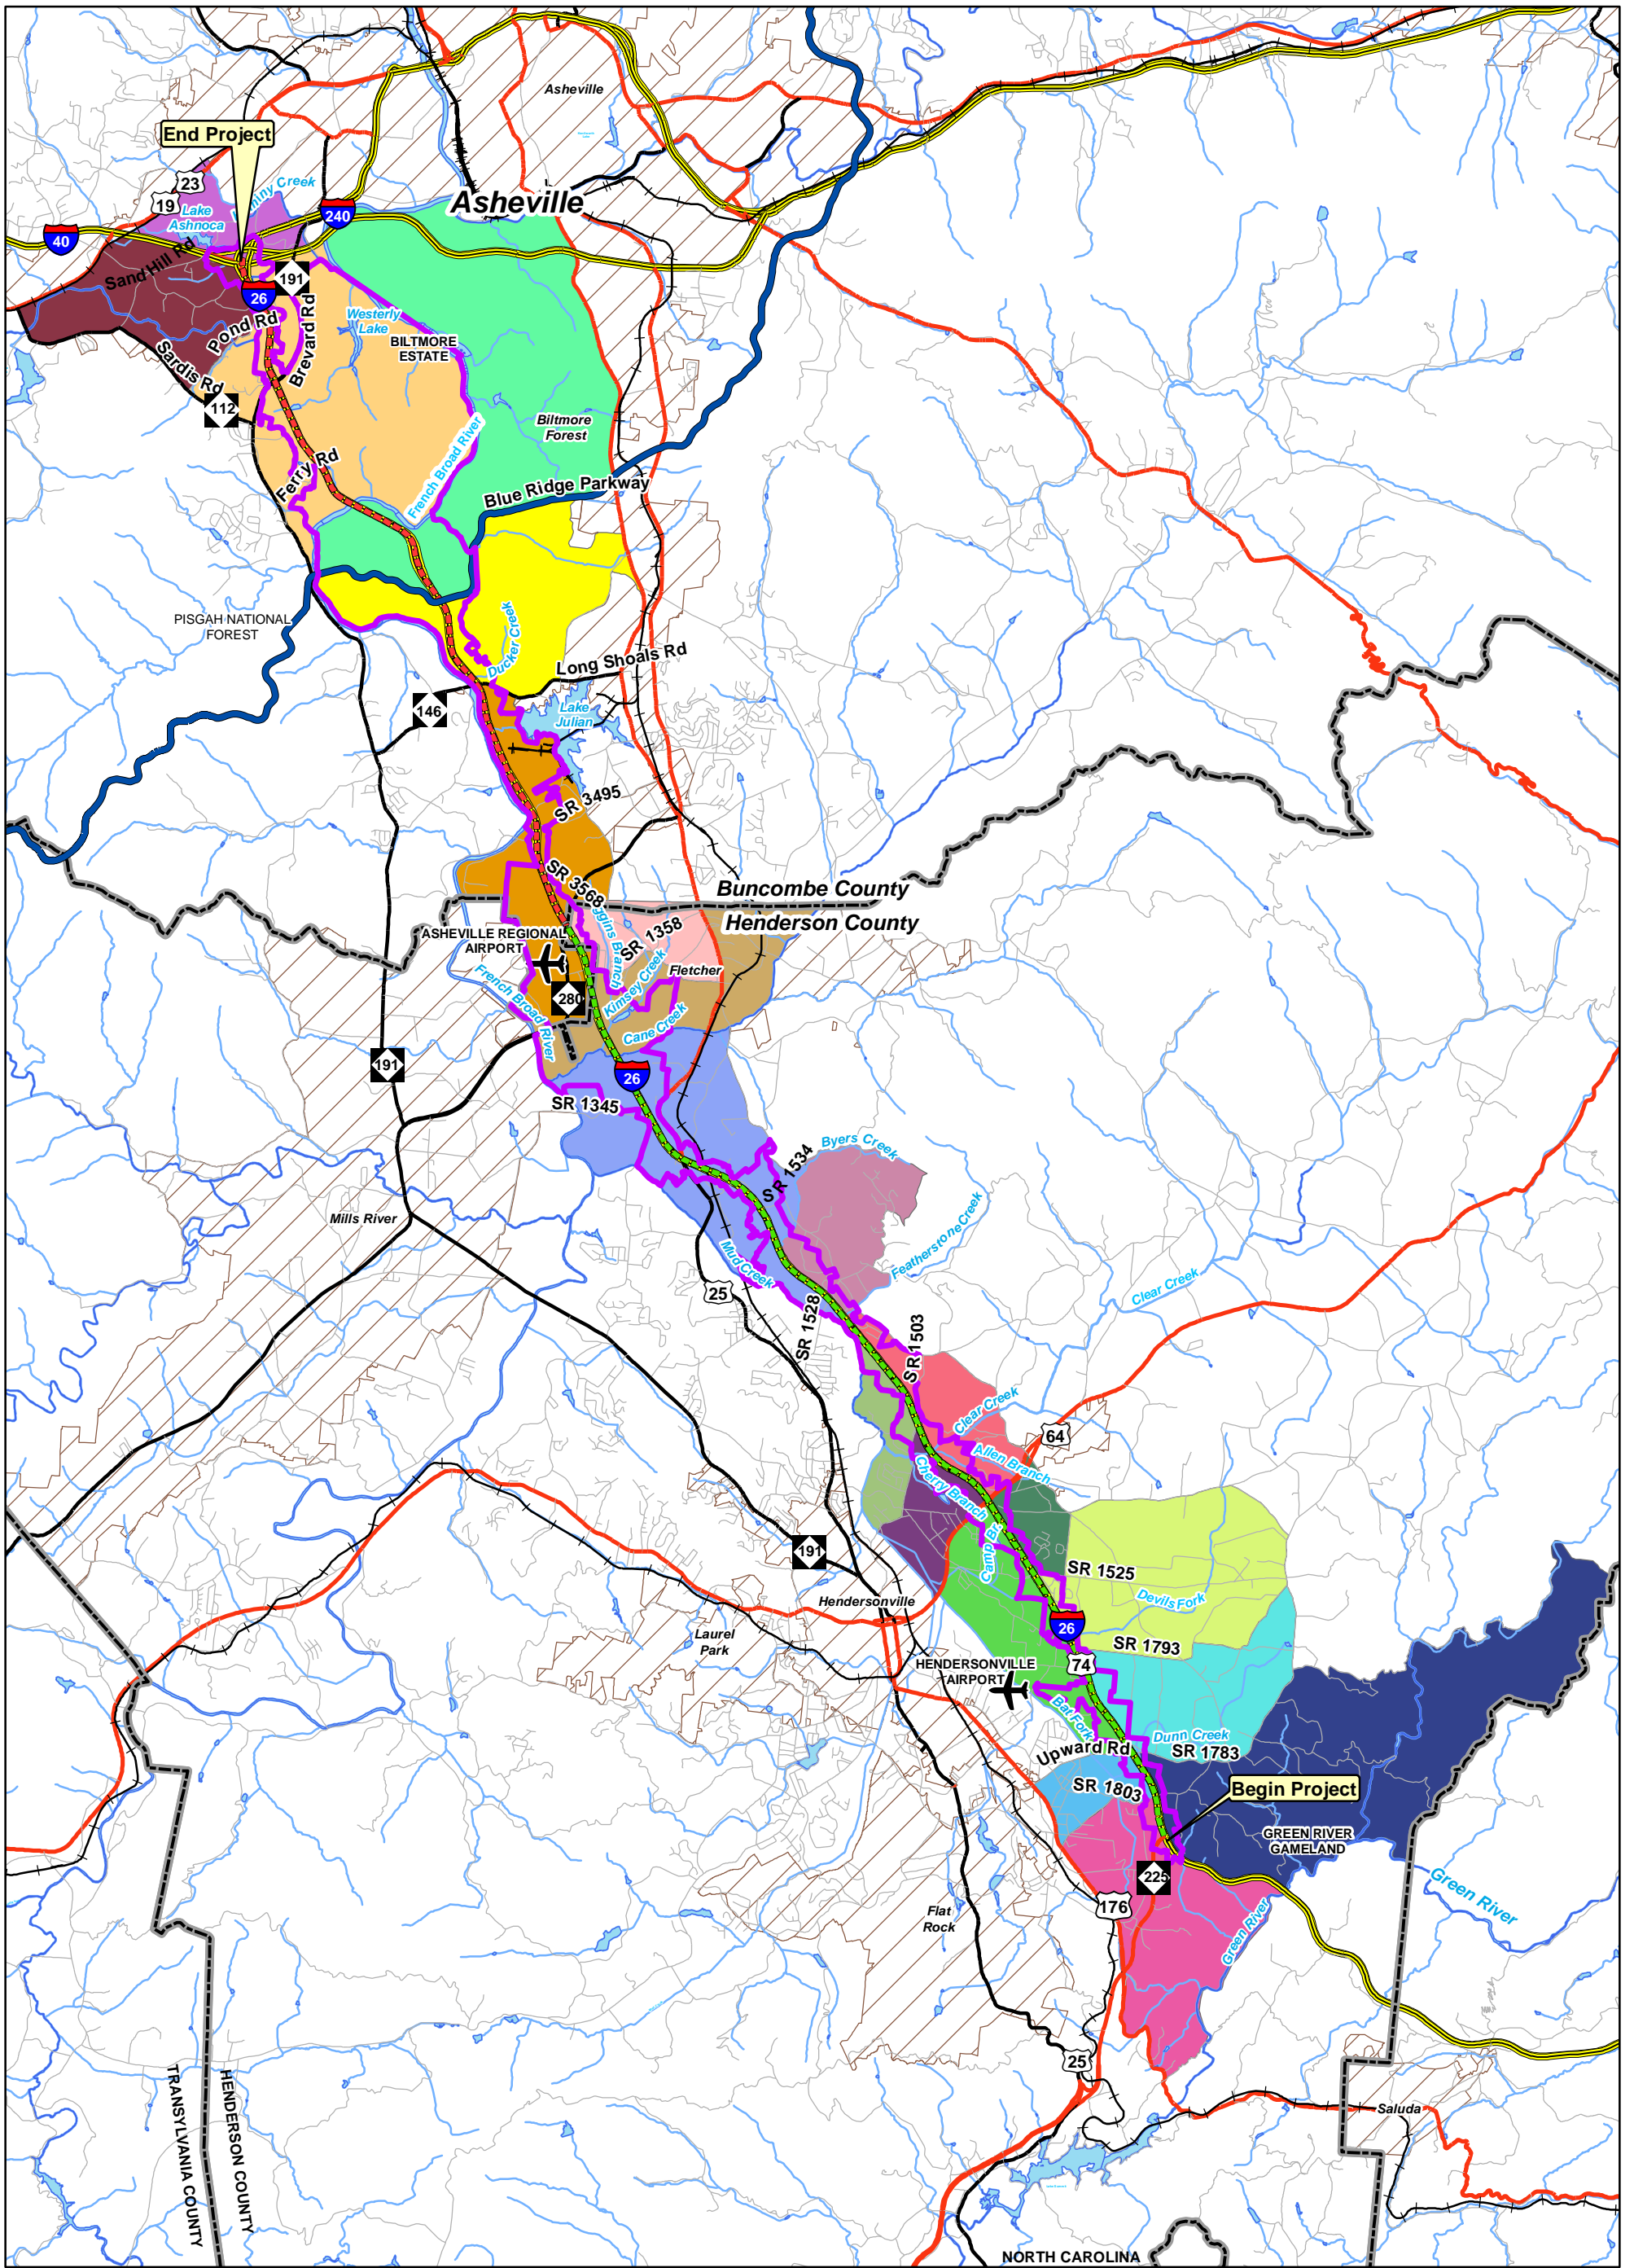 Asheville
End Project
23
19
Lake
Ashnoca
Asheville
240
40
Sand Hill Rd
191
26
Pond Rd
Brevard Rd
Westerly
Lake
BILTMORE
ESTATE
Sardis Rd
112
Biltmore
Forest
French Broad River
Ferry Rd
Blue Ridge Parkway
PISGAH NATIONAL
FOREST
Ducker Creek
Long Shoals Rd
146
Lake
Julian
SR 3495
SR 3568
Buncombe County
Henderson County
SR 1358
ASHEVILLE REGIONAL
AIRPORT
Fletcher
French Broad River
280
Kimsey Creek
Cane Creek
191
26
SR 1345
Byers Creek
SR 1534
Mills River
Featherstone Creek
Mud Creek
Clear Creek
25
SR 1528
SR 1503
Clear Creek
64
Allen Branch
Cherry Branch
Camp Br.
191
SR 1525
Devils Fork
Hendersonville
26
Laurel
Park
SR 1793
HENDERSONVILLE
AIRPORT
74
Bat Fork
Dunn Creek
Upward Rd
SR 1783
SR 1803
Begin Project
GREEN RIVER
GAMELAND
225
Green River
176
Flat
Rock
Green River
25
TRANSYLVANIA COUNTY
HENDERSON COUNTY
Saluda
NORTH CAROLINA